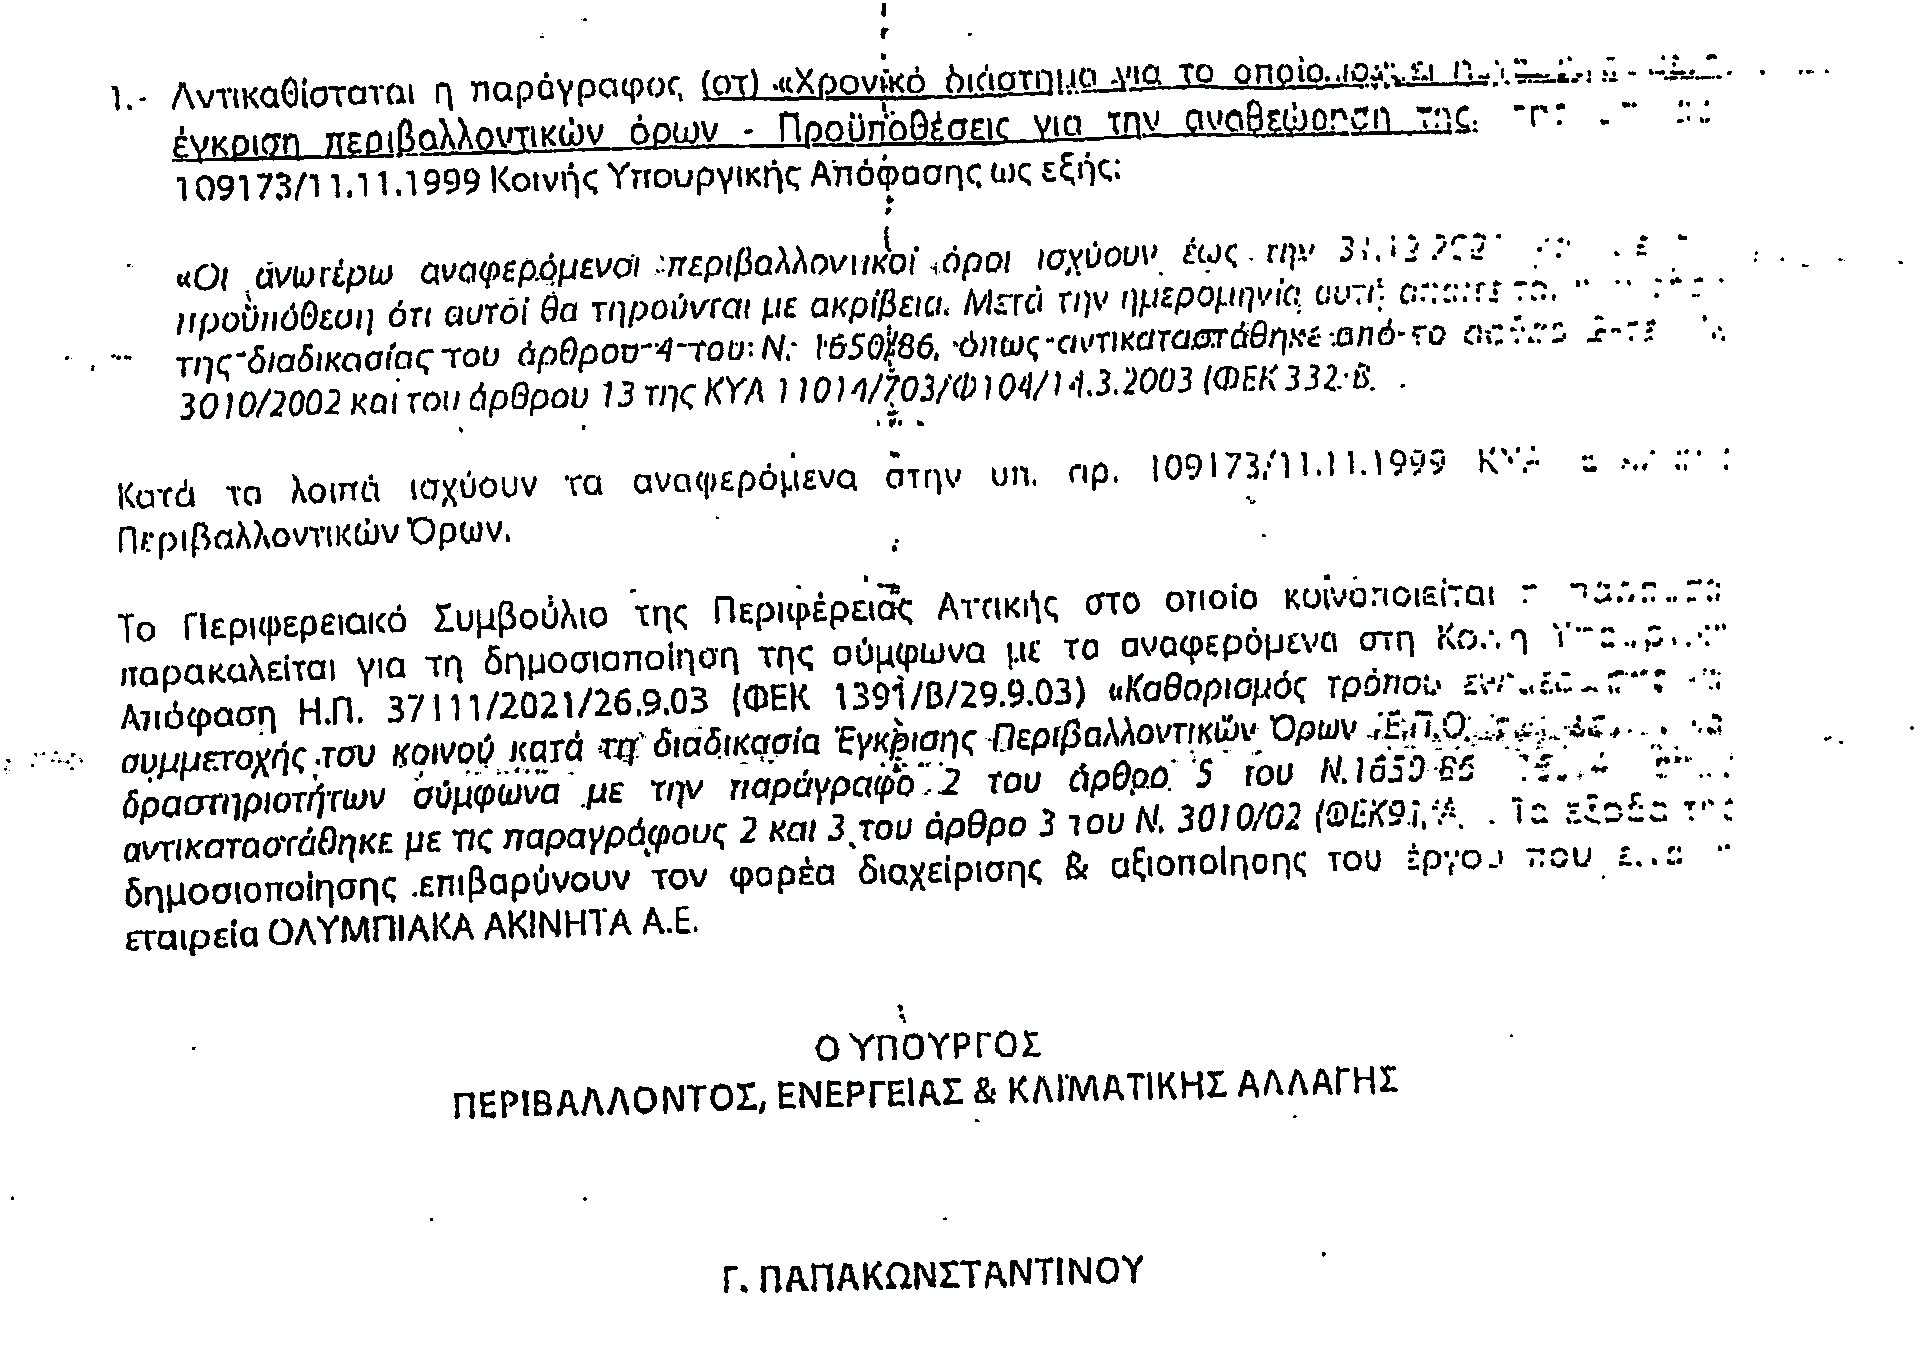 1.- Αντικαθίσταται η παράγραφος (στ) «Χρονικό διάστημα για το οποίο ισχύει η
έγκριση περιβαλλοντικών όρων - Προϋποθέσεις για την αναθεώρηση της
109173/11.11.1999 Κοινής Υπουργικής Απόφασης ως εξής:
«Οι ανωτέρω αναφερόμενοι περιβαλλοντικοί όροι ισχύουν έως την
προϋπόθεση ότι αυτοί θα τηρούνται με ακρίβεια. Μετά την ημερομηνία αυτή
της διαδικασίας του άρθρου 4 του Ν. 1650/86, όπως αντικαταστάθηκε από το
3010/2002 και του άρθρου 13 της ΚΥΑ 11014/703/Φ104/14.3.2003 (ΦΕΚ 332 Β
Κατά τα λοιπά ισχύουν τα αναφερόμενα στην υπ. αρ. 109173/11.11.1999 ΚΥΑ
Περιβαλλοντικών Όρων.
Το Περιφερειακό Συμβούλιο της Περιφέρειας Αττικής στο οποίο κοινοποιείται
παρακαλείται για τη δημοσιοποίηση της σύμφωνα με τα αναφερόμενα στη
Απόφαση Η.Π. 37111/2021/26.9.03 (ΦΕΚ 1391/Β/29.9.03) «Καθορισμός τρόπου
συμμετοχής του κοινού κατά τη διαδικασία Έγκρισης Περιβαλλοντικών Όρων
δραστηριοτήτων σύμφωνα με την παράγραφο 2 του άρθρο 5 του Ν.1650
αντικαταστάθηκε με τις παραγράφους 2 και 3 του άρθρο 3 του Ν. 3010/02 Τα έξοδα της
δημοσιοποίησης επιβαρύνουν τον φορέα διαχείρισης & αξιοποίησης του έργου που
εταιρεία ΟΛΥΜΠΙΑΚΑ ΑΚΙΝΗΤΑ Α.Ε.
Ο ΥΠΟΥΡΓΟΣ
ΠΕΡΙΒΑΛΛΟΝΤΟΣ, ΕΝΕΡΓΕΙΑΣ & ΚΛΙΜΑΤΙΚΗΣ ΑΛΛΑΓΗΣ
Γ. ΠΑΠΑΚΩΝΣΤΑΝΤΙΝΟΥ